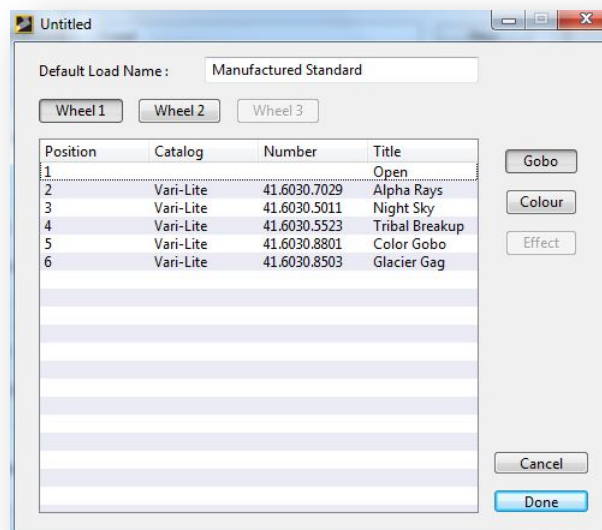 Untitled
Default Load Name : Manufactured Standard
Wheel 1 Wheel 2 Wheel 3
Position Catalog Number Title
1 Open
2 Vari-Lite 41.6030.7029 Alpha Rays
3 Vari-Lite 41.6030.5011 Night Sky
4 Vari-Lite 41.6030.5523 Tribal Breakup
5 Vari-Lite 41.6030.8801 Color Gobo
6 Vari-Lite 41.6030.8503 Glacier Gag
Gobo
Colour
Effect
Cancel
Done